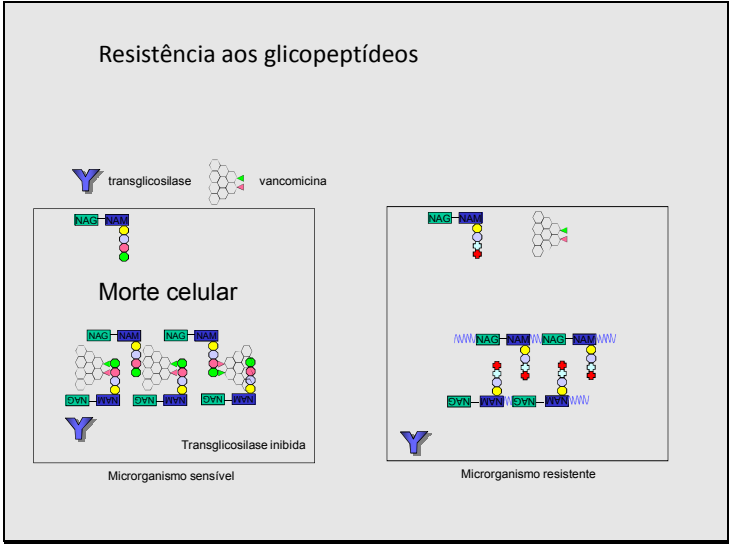 Resistência aos glicopeptídeos
transglicosilase
vancomicina
NAG NAM
Morte celular
NAG NAM NAG NAM
NAG NAM NAG NAM NAG NAM
Transglicosilase inibida
Microrganismo sensível
NAG NAM
NAG NAM NAG NAM
NAG NAM NAG NAM
Microrganismo resistente